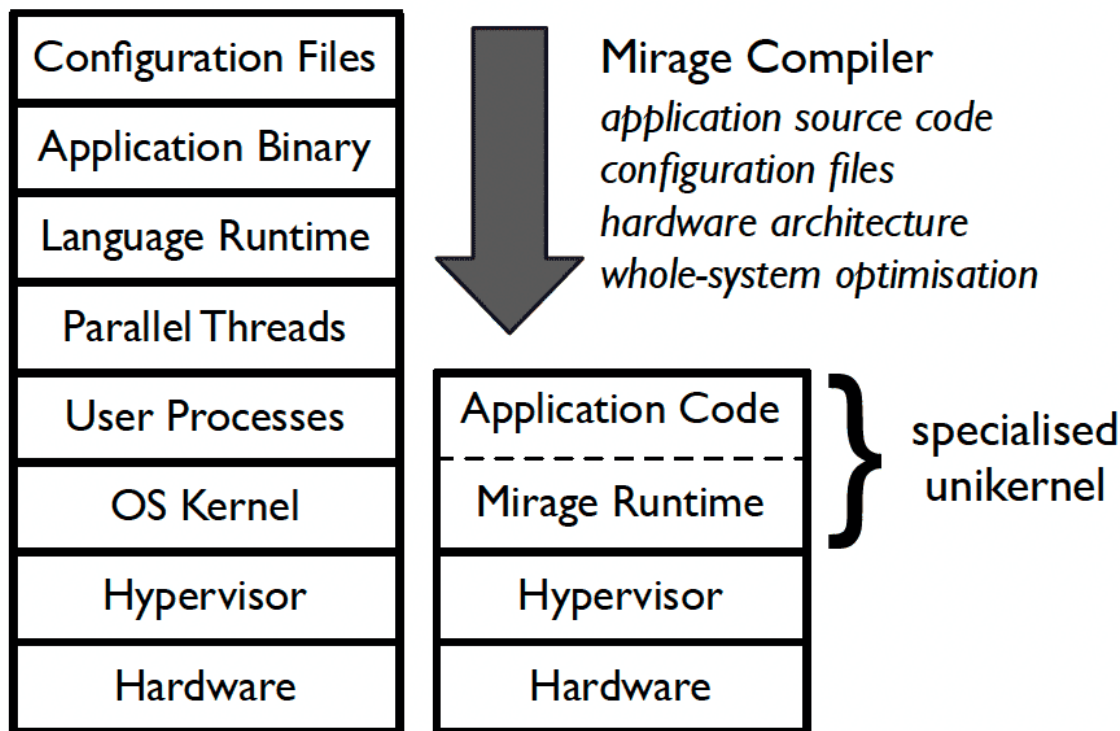 Configuration Files
Application Binary
Language Runtime
Parallel Threads
User Processes
OS Kernel
Hypervisor
Hardware
Mirage Compiler
application source code
configuration files
hardware architecture
whole-system optimisation
Application Code
Mirage Runtime
Hypervisor
Hardware
specialised
unikernel